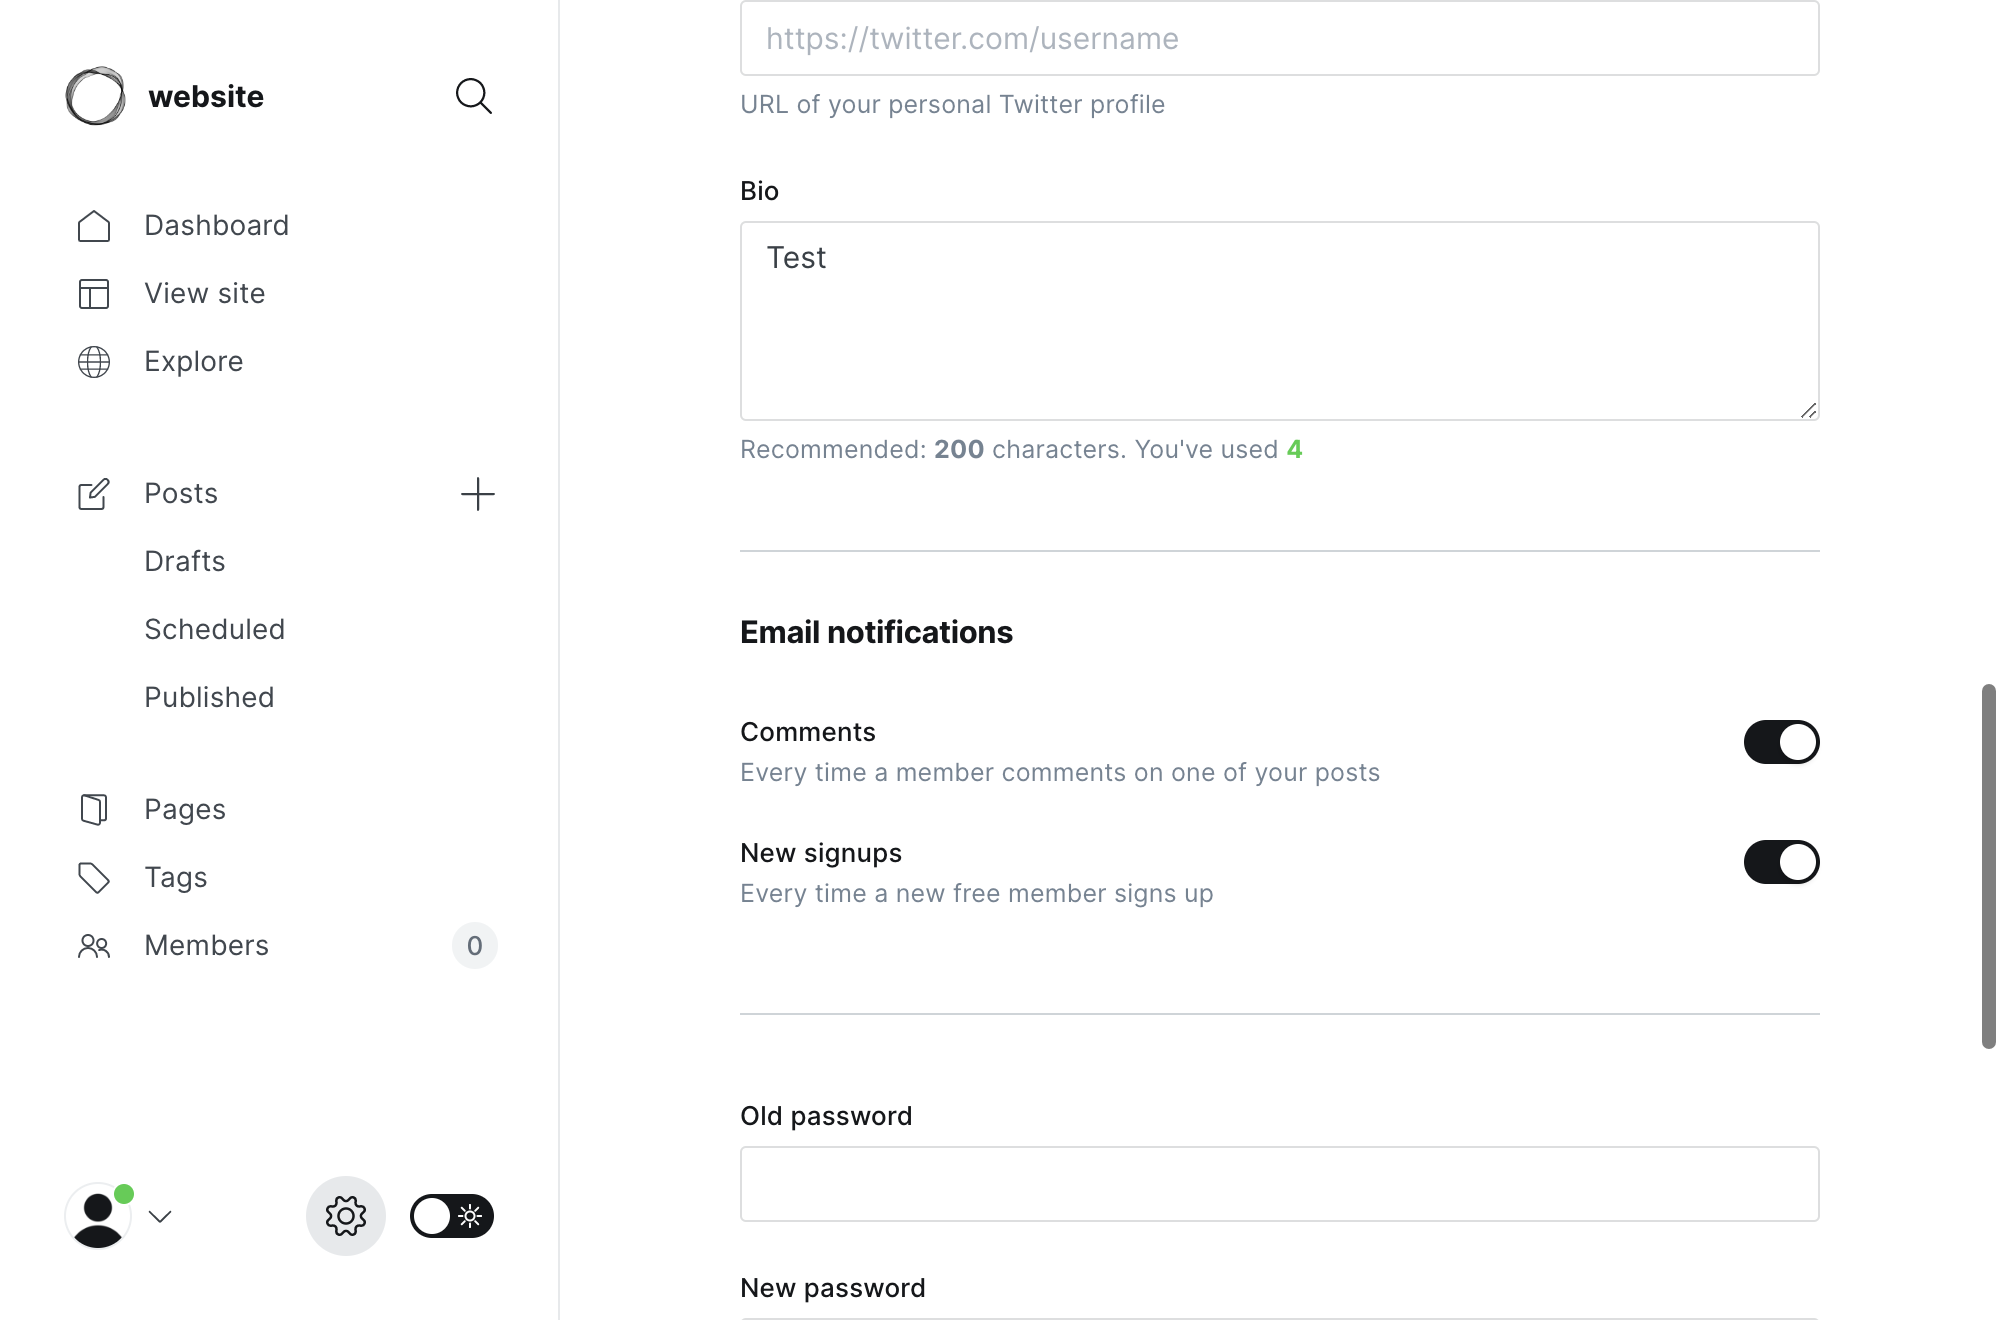 website
Dashboard
View site
Explore
Posts
Drafts
Scheduled
Published
Pages
Tags
Members
0
https://twitter.com/username
URL of your personal Twitter profile
Bio
Test
Recommended: 200 characters. You've used 4
Email notifications
Comments
Every time a member comments on one of your posts
New signups
Every time a new free member signs up
Old password
New password